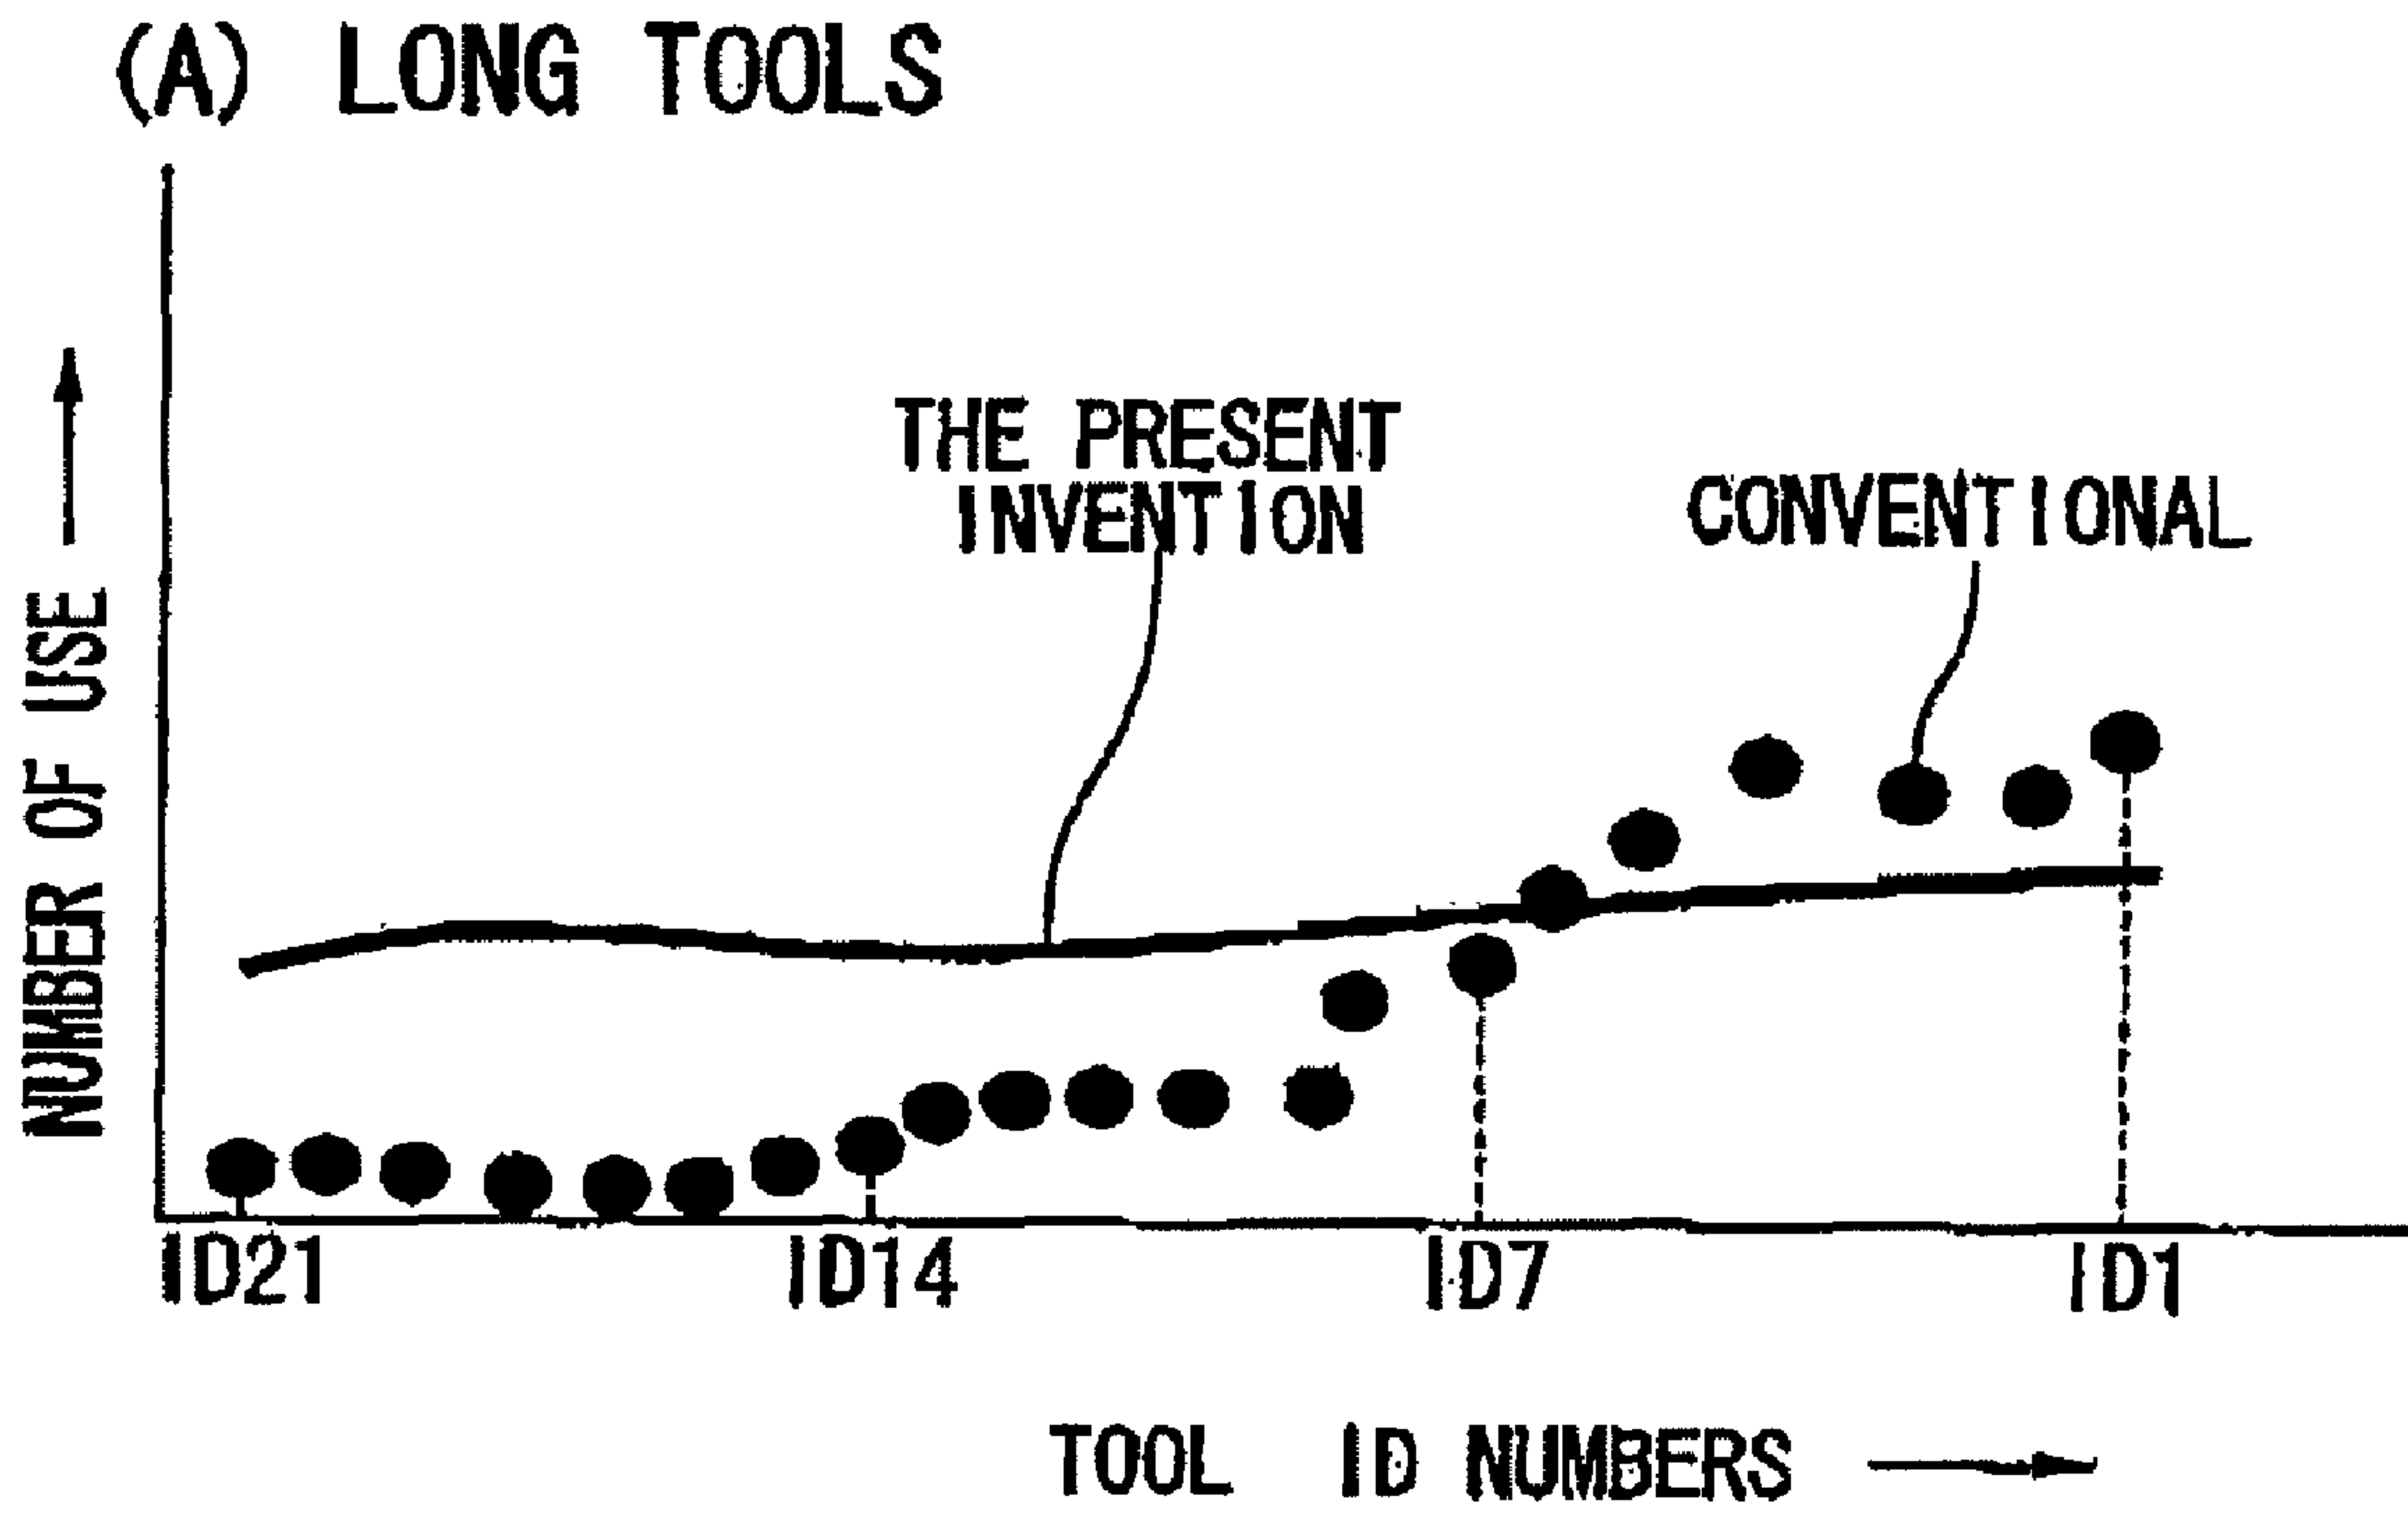 (A) LONG TOOLS
THE PRESENT
INVENTION
CONVENTIONAL
NUMBER OF USE
ID21
ID14
ID7
ID1
TOOL ID NUMBERS